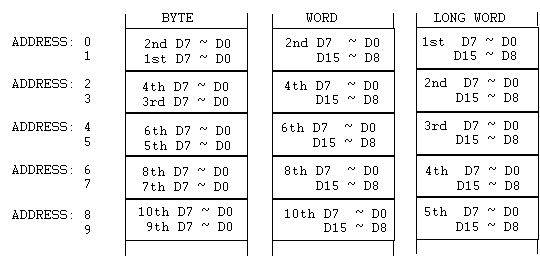 BYTE WORD LONG WORD
ADDRESS: 0 2nd D7 ~ D0 2nd D7 ~ D0 1st D7 ~ D0
1 1st D7 ~ D0 D15 ~ D8 D15 ~ D8
ADDRESS: 2 4th D7 ~ D0 4th D7 ~ D0 2nd D7 ~ D0
3 3rd D7 ~ D0 D15 ~ D8 D15 ~ D8
ADDRESS: 4 6th D7 ~ D0 6th D7 ~ D0 3rd D7 ~ D0
5 5th D7 ~ D0 D15 ~ D8 D15 ~ D8
ADDRESS: 6 8th D7 ~ D0 8th D7 ~ D0 4th D7 ~ D0
7 7th D7 ~ D0 D15 ~ D8 D15 ~ D8
ADDRESS: 8 10th D7 ~ D0 10th D7 ~ D0 5th D7 ~ D0
9 9th D7 ~ D0 D15 ~ D8 D15 ~ D8